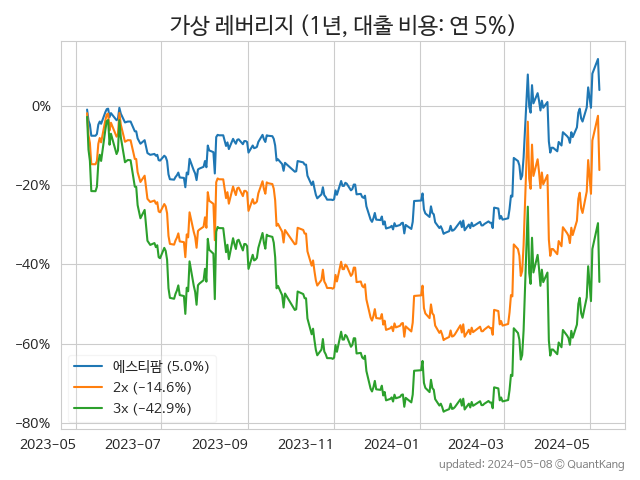 가상 레버리지 (1년, 대출 비용: 연 5%)
0%
−20%
−40%
−60%
−80%
에스티팜 (5.0%)
2x (−14.6%)
3x (−42.9%)
2023−05 2023−07 2023−09 2023−11 2024−01 2024−03 2024−05
updated: 2024-05-08 © QuantKang